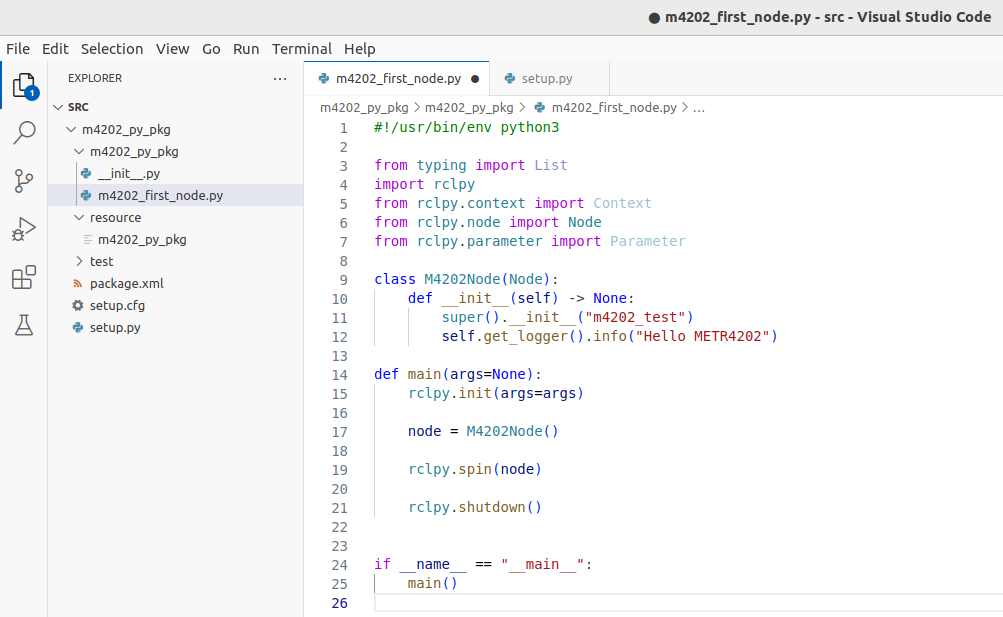 ● m4202_first_node.py - src - Visual Studio Code
File Edit Selection View Go Run Terminal Help
EXPLORER ...
SRC
m4202_py_pkg
m4202_py_pkg
__init__.py
m4202_first_node.py
resource
m4202_py_pkg
test
package.xml
setup.cfg
setup.py
1
m4202_first_node.py ● setup.py
m4202_py_pkg > m4202_py_pkg > m4202_first_node.py > ...
1 #!/usr/bin/env python3
2
3 from typing import List
4 import rclpy
5 from rclpy.context import Context
6 from rclpy.node import Node
7 from rclpy.parameter import Parameter
8
9 class M4202Node(Node):
10     def __init__(self) -> None:
11         super().__init__("m4202_test")
12         self.get_logger().info("Hello METR4202")
13
14 def main(args=None):
15     rclpy.init(args=args)
16
17     node = M4202Node()
18
19     rclpy.spin(node)
20
21     rclpy.shutdown()
22
23
24 if __name__ == "__main__":
25     main()
26